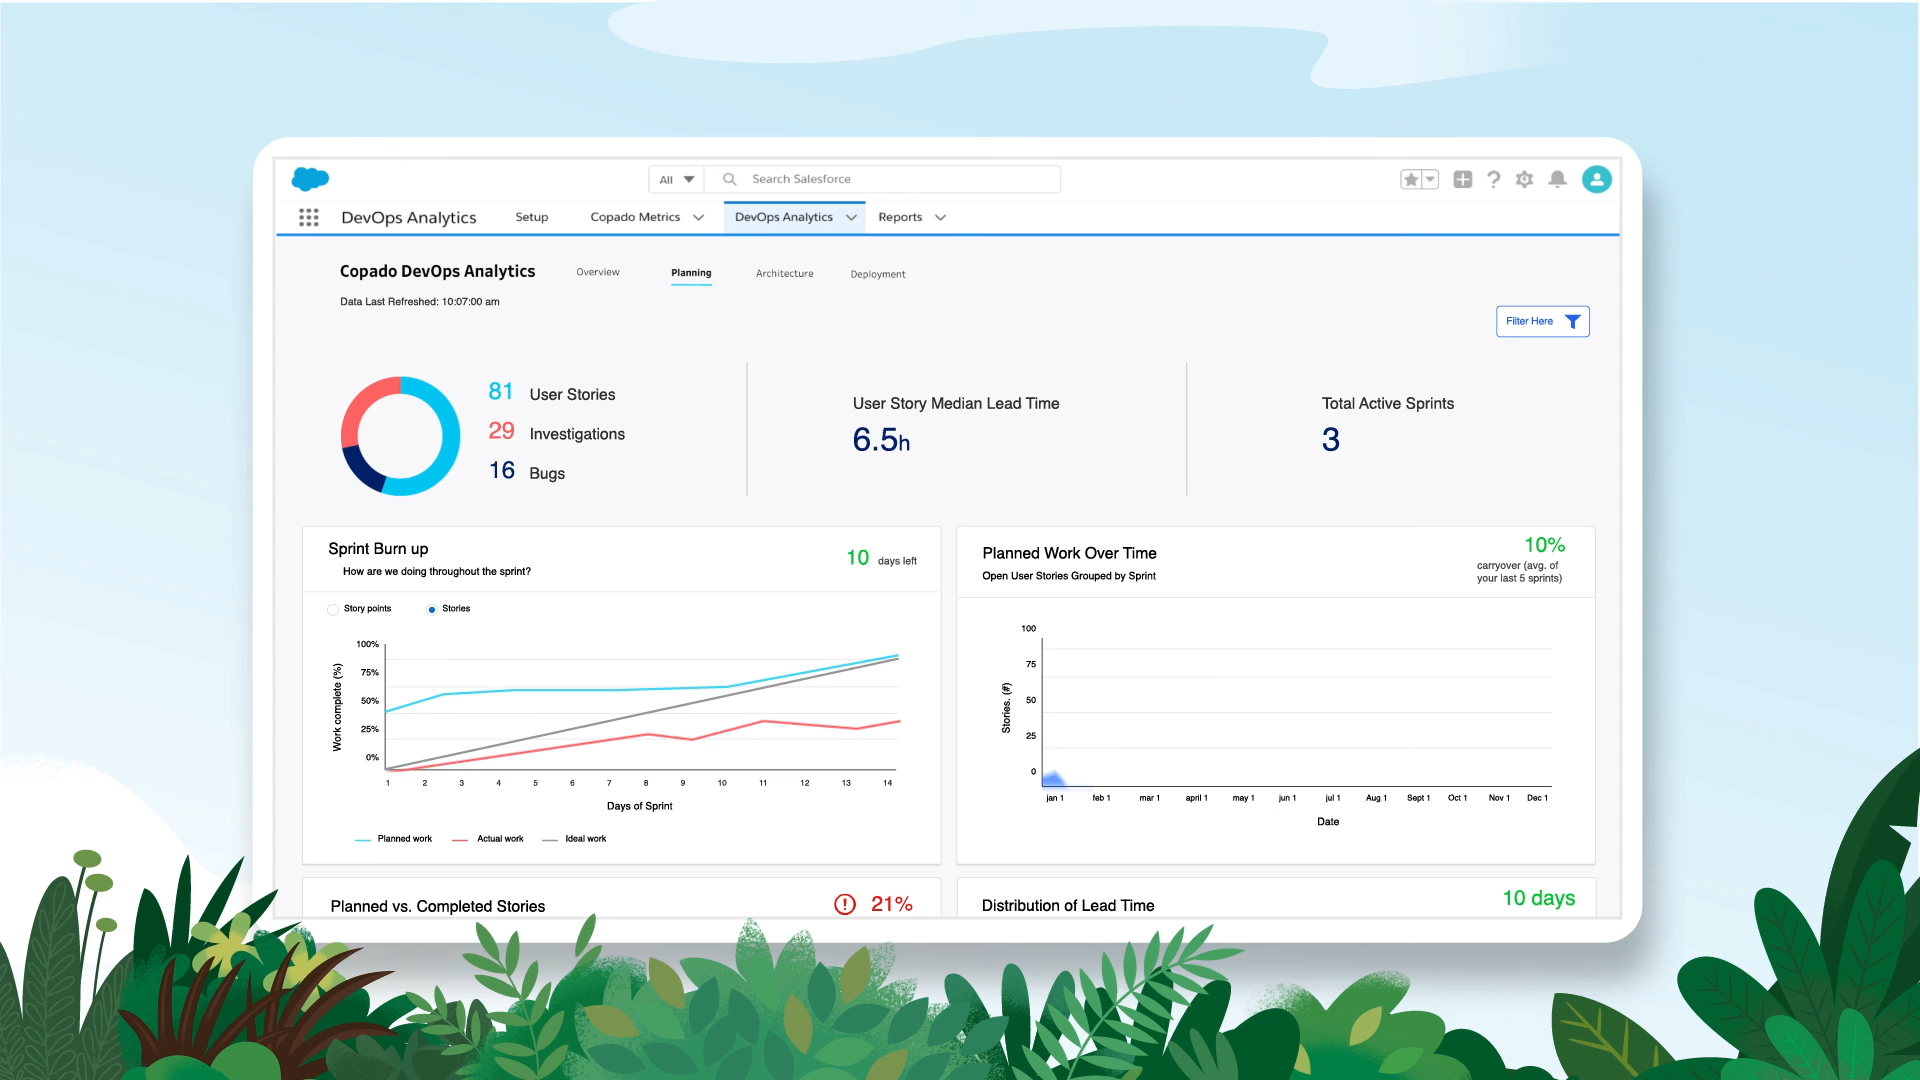 All
Search Salesforce
DevOps Analytics
Setup
Copado Metrics
DevOps Analytics
Reports
Copado DevOps Analytics
Overview
Planning
Architecture
Deployment
Data Last Refreshed: 10:07:00 am
Filter Here
81 User Stories
29 Investigations
16 Bugs
User Story Median Lead Time
6.5h
Total Active Sprints
3
Sprint Burn up
How are we doing throughout the sprint?
10 days left
Story points
Stories
100%
75%
50%
25%
0%
Work complete (%)
1 2 3 4 5 6 7 8 9 10 11 12 13 14
Days of Sprint
Planned work
Actual work
Ideal work
Planned Work Over Time
Open User Stories Grouped by Sprint
10%
carryover (avg. of
your last 5 sprints)
100
75
50
25
0
Stories. (#)
jan 1 feb 1 mar 1 april 1 may 1 jun 1 jul 1 Aug 1 Sept 1 Oct 1 Nov 1 Dec 1
Date
Planned vs. Completed Stories
21%
Distribution of Lead Time
10 days